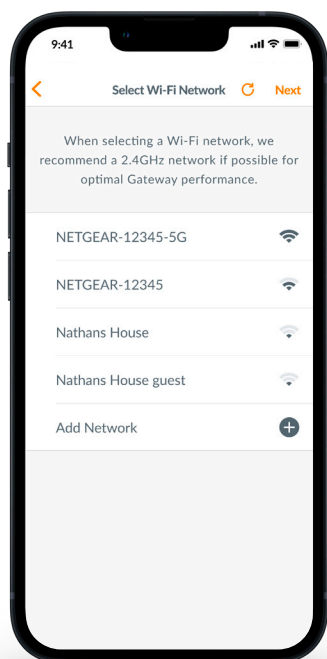 9:41
Select Wi-Fi Network Next
When selecting a Wi-Fi network, we
recommend a 2.4GHz network if possible for
optimal Gateway performance.
NETGEAR-12345-5G
NETGEAR-12345
Nathans House
Nathans House guest
Add Network